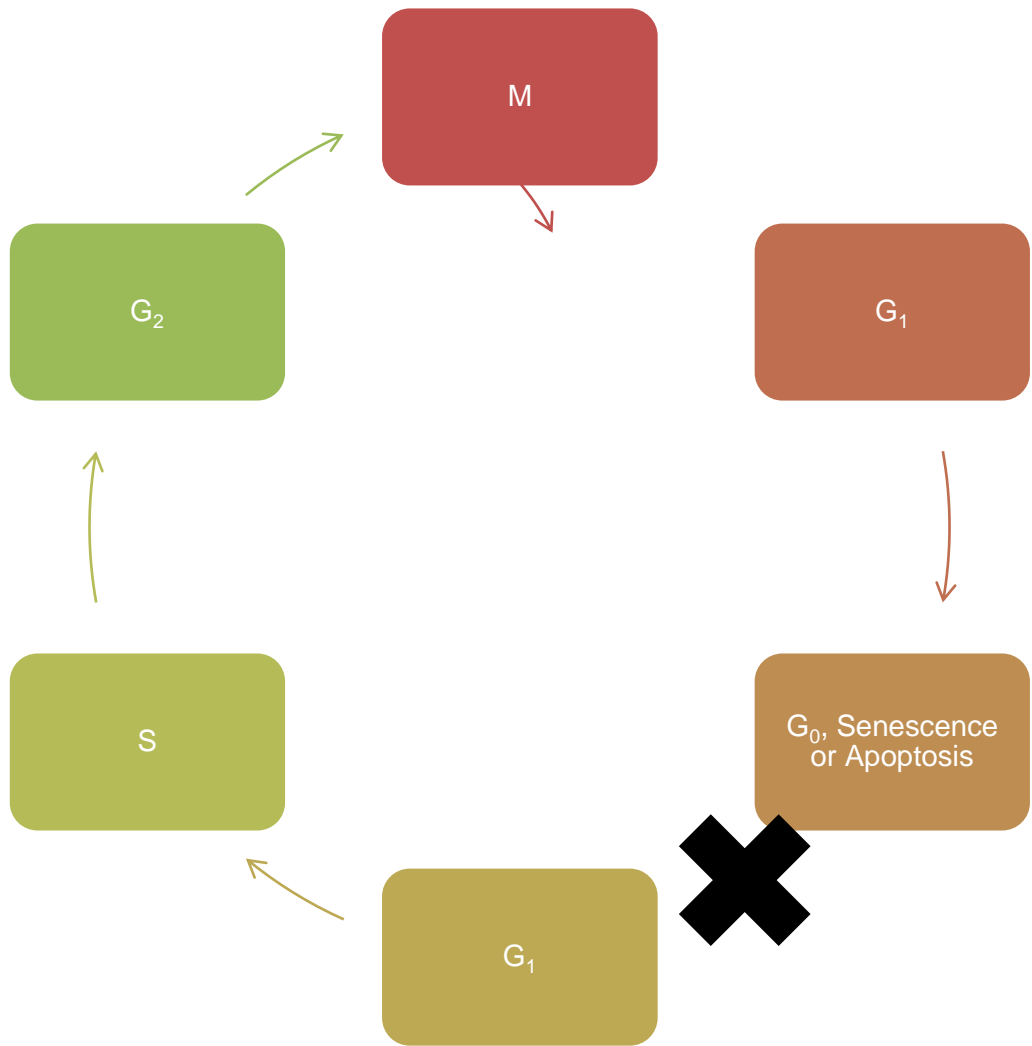 M
G₁
G₀, Senescence
or Apoptosis
G₁
S
G₂